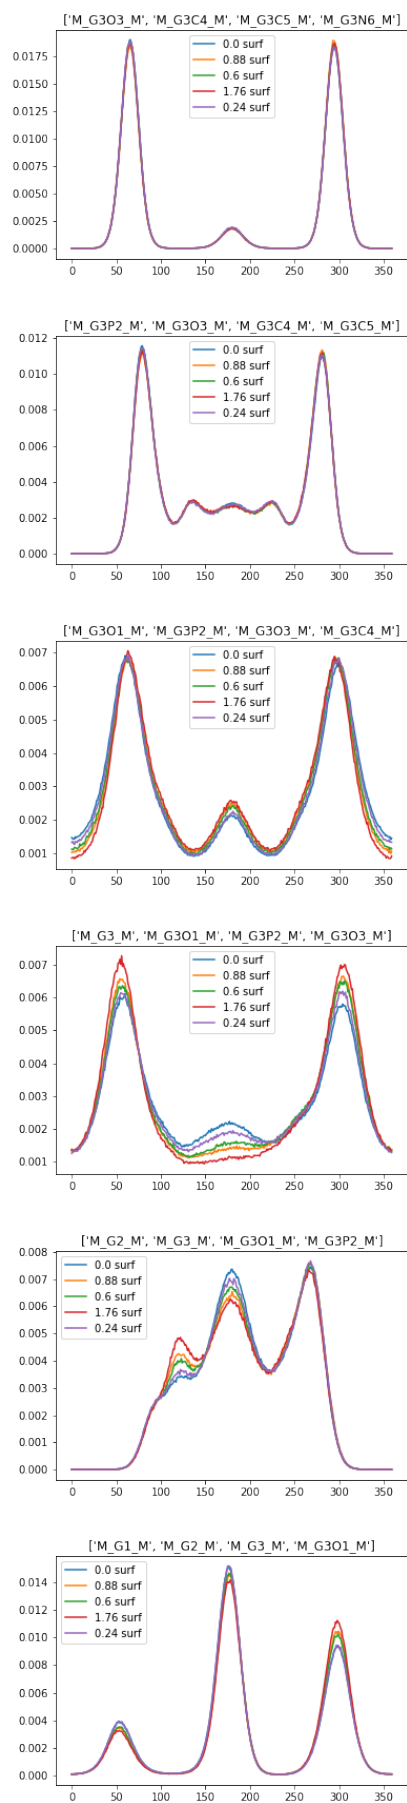 ['M_G3O3_M', 'M_G3C4_M', 'M_G3C5_M', 'M_G3N6_M']
0.0 surf
0.88 surf
0.6 surf
1.76 surf
0.24 surf
0.0175
0.0150
0.0125
0.0100
0.0075
0.0050
0.0025
0.0000
0 50 100 150 200 250 300 350
['M_G3P2_M', 'M_G3O3_M', 'M_G3C4_M', 'M_G3C5_M']
0.0 surf
0.88 surf
0.6 surf
1.76 surf
0.24 surf
0.012
0.010
0.008
0.006
0.004
0.002
0.000
0 50 100 150 200 250 300 350
['M_G3O1_M', 'M_G3P2_M', 'M_G3O3_M', 'M_G3C4_M']
0.0 surf
0.88 surf
0.6 surf
1.76 surf
0.24 surf
0.007
0.006
0.005
0.004
0.003
0.002
0.001
0 50 100 150 200 250 300 350
['M_G3_M', 'M_G3O1_M', 'M_G3P2_M', 'M_G3O3_M']
0.0 surf
0.88 surf
0.6 surf
1.76 surf
0.24 surf
0.007
0.006
0.005
0.004
0.003
0.002
0.001
0 50 100 150 200 250 300 350
['M_G2_M', 'M_G3_M', 'M_G3O1_M', 'M_G3P2_M']
0.0 surf
0.88 surf
0.6 surf
1.76 surf
0.24 surf
0.008
0.007
0.006
0.005
0.004
0.003
0.002
0.001
0.000
0 50 100 150 200 250 300 350
['M_G1_M', 'M_G2_M', 'M_G3_M', 'M_G3O1_M']
0.0 surf
0.88 surf
0.6 surf
1.76 surf
0.24 surf
0.014
0.012
0.010
0.008
0.006
0.004
0.002
0.000
0 50 100 150 200 250 300 350